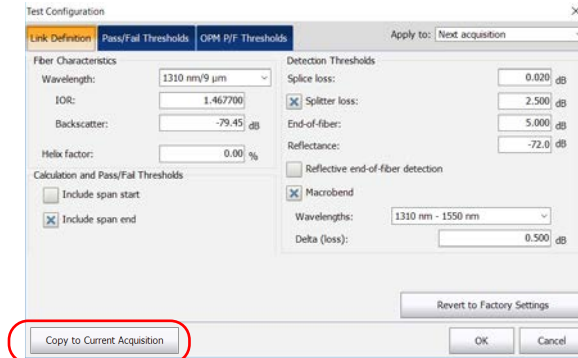 Test Configuration
Link Definition Pass/Fail Thresholds OPM P/F Thresholds Apply to: Next acquisition
Fiber Characteristics
Wavelength: 1310 nm/9 µm
IOR: 1.467700
Backscatter: -79.45 dB
Helix factor: 0.00 %
Calculation and Pass/Fail Thresholds
Include span start
Include span end
Detection Thresholds
Splice loss: 0.020 dB
Splitter loss: 2.500 dB
End-of-fiber: 5.000 dB
Reflectance: -72.0 dB
Reflective end-of-fiber detection
Macrobend
Wavelengths: 1310 nm - 1550 nm
Delta (loss): 0.500 dB
Revert to Factory Settings
Copy to Current Acquisition OK Cancel